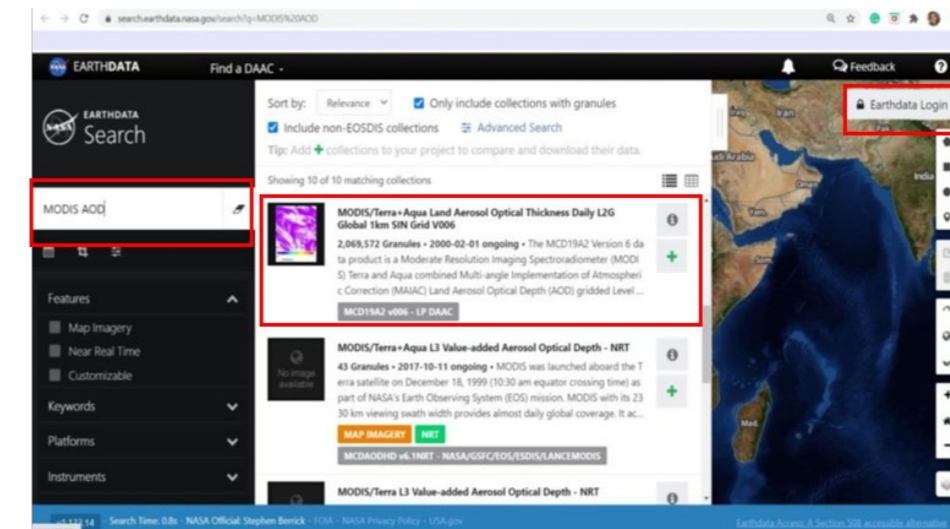 search.earthdata.nasa.gov/search?q=MODIS%20AOD
EARTHDATA
Find a DAAC
Feedback
EARTHDATA
Search
NASA
Sort by:
Relevance
Only include collections with granules
Earthdata Login
Include non-EOSDIS collections
Advanced Search
Tip: Add + collections to your project to compare and download their data.
Showing 10 of 10 matching collections
MODIS AOD
MODIS/Terra+Aqua Land Aerosol Optical Thickness Daily L2G
Global 1km SIN Grid V006
2,069,572 Granules • 2000-02-01 ongoing • The MCD19A2 Version 6 da
ta product is a Moderate Resolution Imaging Spectroradiometer (MODI
S) Terra and Aqua combined Multi-angle Implementation of Atmospheri
c Correction (MAIAC) Land Aerosol Optical Depth (AOD) gridded Level ...
MCD19A2 v006 - LP DAAC
Features
Map Imagery
Near Real Time
Customizable
Keywords
Platforms
Instruments
No image
available
MODIS/Terra+Aqua L3 Value-added Aerosol Optical Depth - NRT
43 Granules • 2017-10-11 ongoing • MODIS was launched aboard the T
erra satellite on December 18, 1999 (10:30 am equator crossing time) as
part of NASA's Earth Observing System (EOS) mission. MODIS with its 23
30 km viewing swath width provides almost daily global coverage. It ac...
MAP IMAGERY
NRT
MCDAODHD v6.1NRT - NASA/GSFC/EOS/ESDIS/LANCEMODIS
MODIS/Terra L3 Value-added Aerosol Optical Depth - NRT
Iran
Oman
India
Yem.
Som.
Mad.
Search Time: 0.8s • NASA Official: Stephen Berrick • FOIA • NASA Privacy Policy • USA.gov
Earthdata Access: A Section 508 accessible alternative